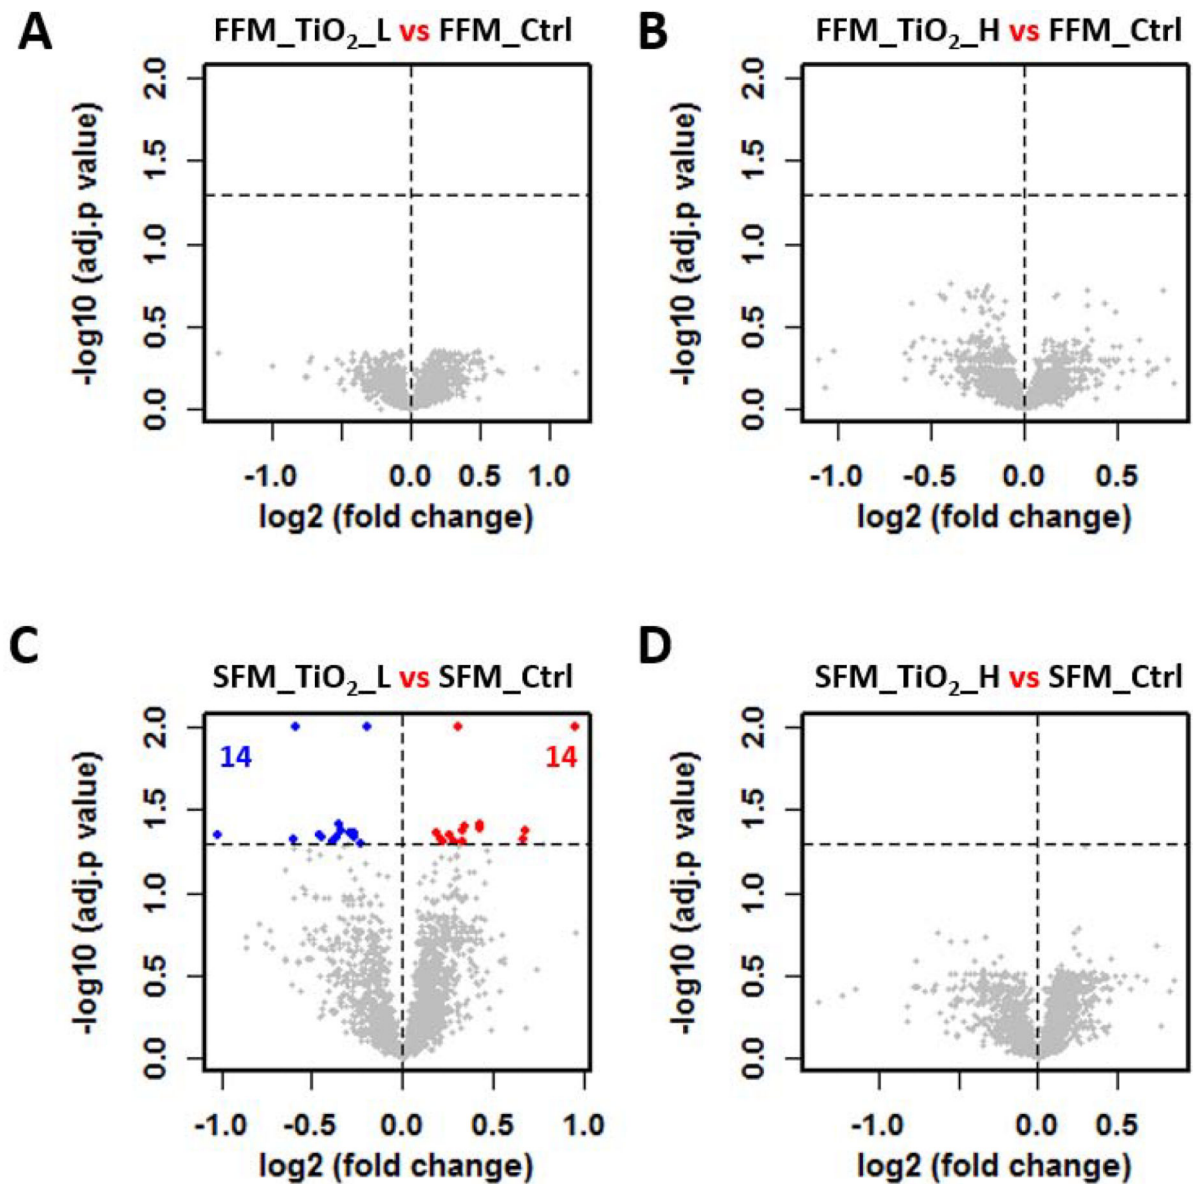 A
FFM_TiO2_L vs FFM_Ctrl
2.0
1.5
1.0
0.5
0.0
-log10 (adj.p value)
-1.0 0.0 0.5 1.0
log2 (fold change)
B
FFM_TiO2_H vs FFM_Ctrl
2.0
1.5
1.0
0.5
0.0
-log10 (adj.p value)
-1.0 -0.5 0.0 0.5
log2 (fold change)
C
SFM_TiO2_L vs SFM_Ctrl
14 14
2.0
1.5
1.0
0.5
0.0
-log10 (adj.p value)
-1.0 -0.5 0.0 0.5 1.0
log2 (fold change)
D
SFM_TiO2_H vs SFM_Ctrl
2.0
1.5
1.0
0.5
0.0
-log10 (adj.p value)
-1.0 0.0 0.5
log2 (fold change)